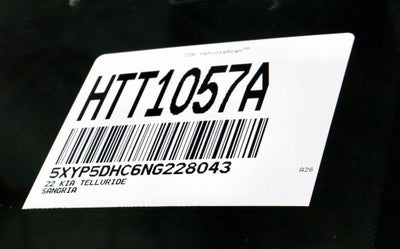 CDK VehicleScan™
HTT1057A
5XYP5DHC6NG228043
22 KIA TELLURIDE
SANGRIA
A26